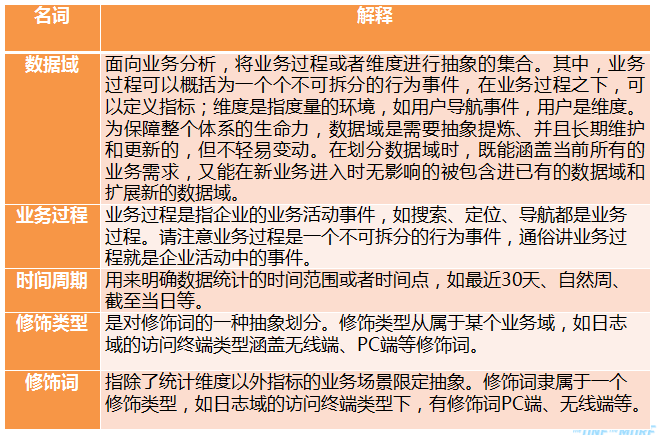 名词
解释
数据域
面向业务分析，将业务过程或者维度进行抽象的集合。其中，业务
过程可以概括为一个个不可拆分的行为事件，在业务过程之下，可
以定义指标；维度是指度量的环境，如用户导航事件，用户是维度。
为保障整个体系的生命力，数据域是需要抽象提炼、并且长期维护
和更新的，但不轻易变动。在划分数据域时，既能涵盖当前所有的
业务需求，又能在新业务进入时无影响的被包含进已有的数据域和
扩展新的数据域。
业务过程
业务过程是指企业的业务活动事件，如搜索、定位、导航都是业务
过程。请注意业务过程是一个不可拆分的行为事件，通俗讲业务过
程就是企业活动中的事件。
时间周期
用来明确数据统计的时间范围或者时间点，如最近30天、自然周、
截至当日等。
修饰类型
是对修饰词的一种抽象划分。修饰类型从属于某个业务域，如日志
域的访问终端类型涵盖无线端、PC端等修饰词。
修饰词
指除了统计维度以外指标的业务场景限定抽象。修饰词隶属于一个
修饰类型，如日志域的访问终端类型下，有修饰词PC端、无线端等。